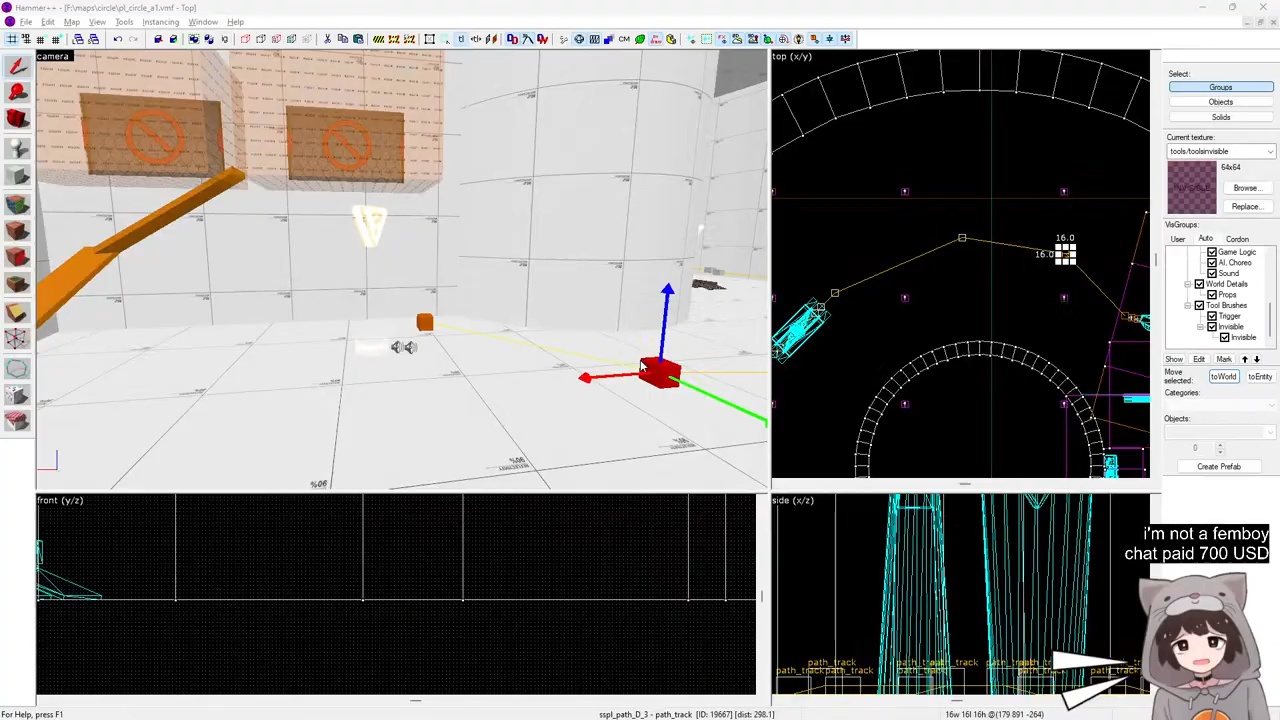 Hammer++ - [F:\maps\circle\pl_circle_a1.vmf - Top]
File Edit Map View Tools Instancing Window Help
camera
top (x/y)
16.0
16.0
front (y/z)
side (x/z)
path_track
path_track
path_track
path_track
Select:
Groups
Objects
Solids
Current texture:
tools/toolsinvisible
64x64
Browse...
Replace...
VisGroups:
User Auto Cordon
Game Logic
AI, Choreo
Sound
World Details
Props
Tool Brushes
Trigger
Invisible
Invisible
Show Edit Mark
Move selected:
toWorld toEntity
Categories:
Objects:
0
Create Prefab
i'm not a femboy
chat paid 700 USD
For Help, press F1
sspl_path_D_3 - path_track [ID: 19667] [dist: 298.1]
16w 16l 16h @(179 891 -264)